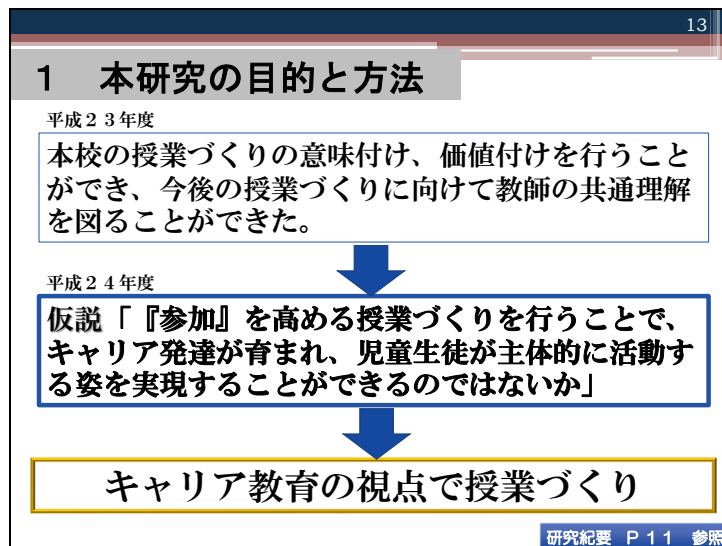 13
1　本研究の目的と方法
平成２３年度
本校の授業づくりの意味付け、価値付けを行うこと
ができ、今後の授業づくりに向けて教師の共通理解
を図ることができた。
平成２４年度
仮説「『参加』を高める授業づくりを行うことで、
キャリア発達が育まれ、児童生徒が主体的に活動す
る姿を実現することができるのではないか」
キャリア教育の視点で授業づくり
研究紀要　Ｐ１１　参照